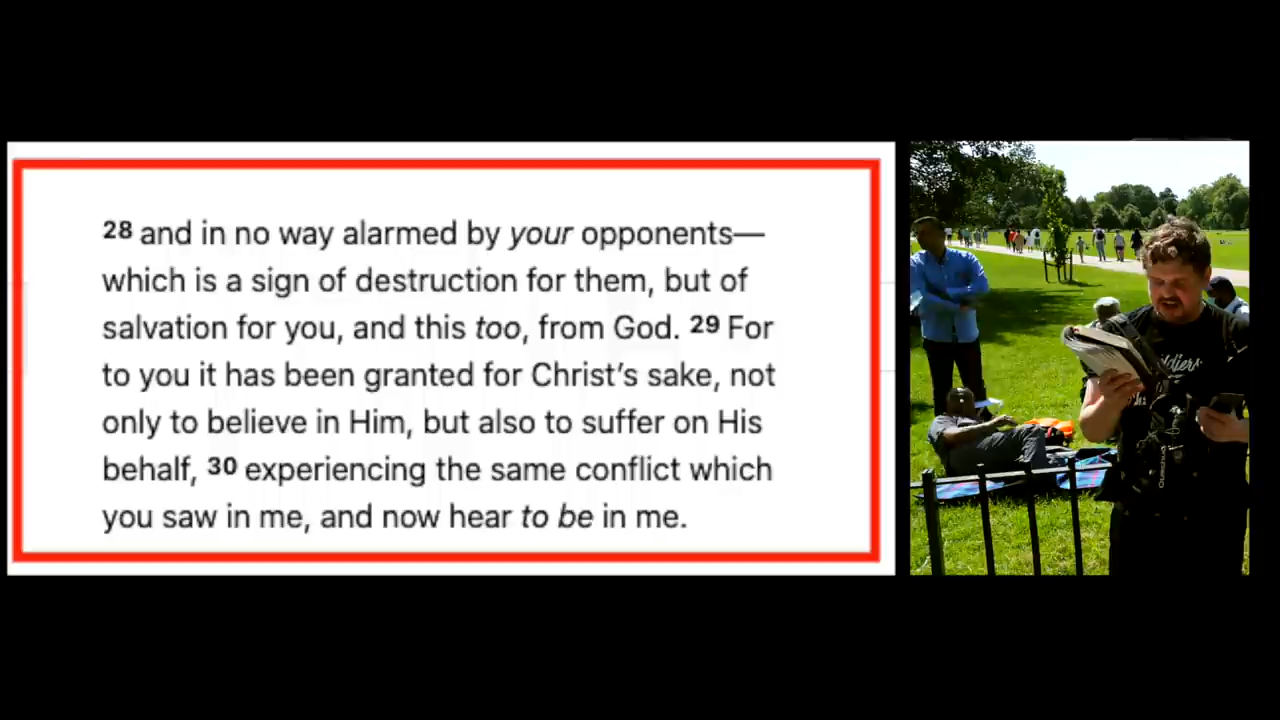 28 and in no way alarmed by your opponents—
which is a sign of destruction for them, but of
salvation for you, and this too, from God. 29 For
to you it has been granted for Christ’s sake, not
only to believe in Him, but also to suffer on His
behalf, 30 experiencing the same conflict which
you saw in me, and now hear to be in me.